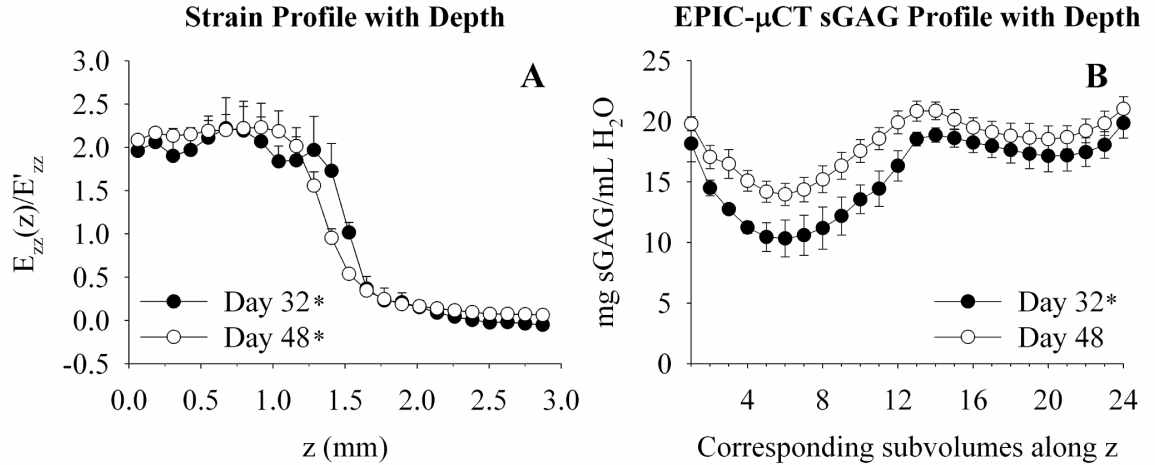 Strain Profile with Depth
A
3.0
2.5
2.0
1.5
1.0
0.5
0.0
-0.5
E_zz(z)/E'_zz
Day 32*
Day 48*
0.0 0.5 1.0 1.5 2.0 2.5 3.0
z (mm)
EPIC-μCT sGAG Profile with Depth
B
25
20
15
10
5
0
mg sGAG/mL H₂O
Day 32*
Day 48
4 8 12 16 20 24
Corresponding subvolumes along z